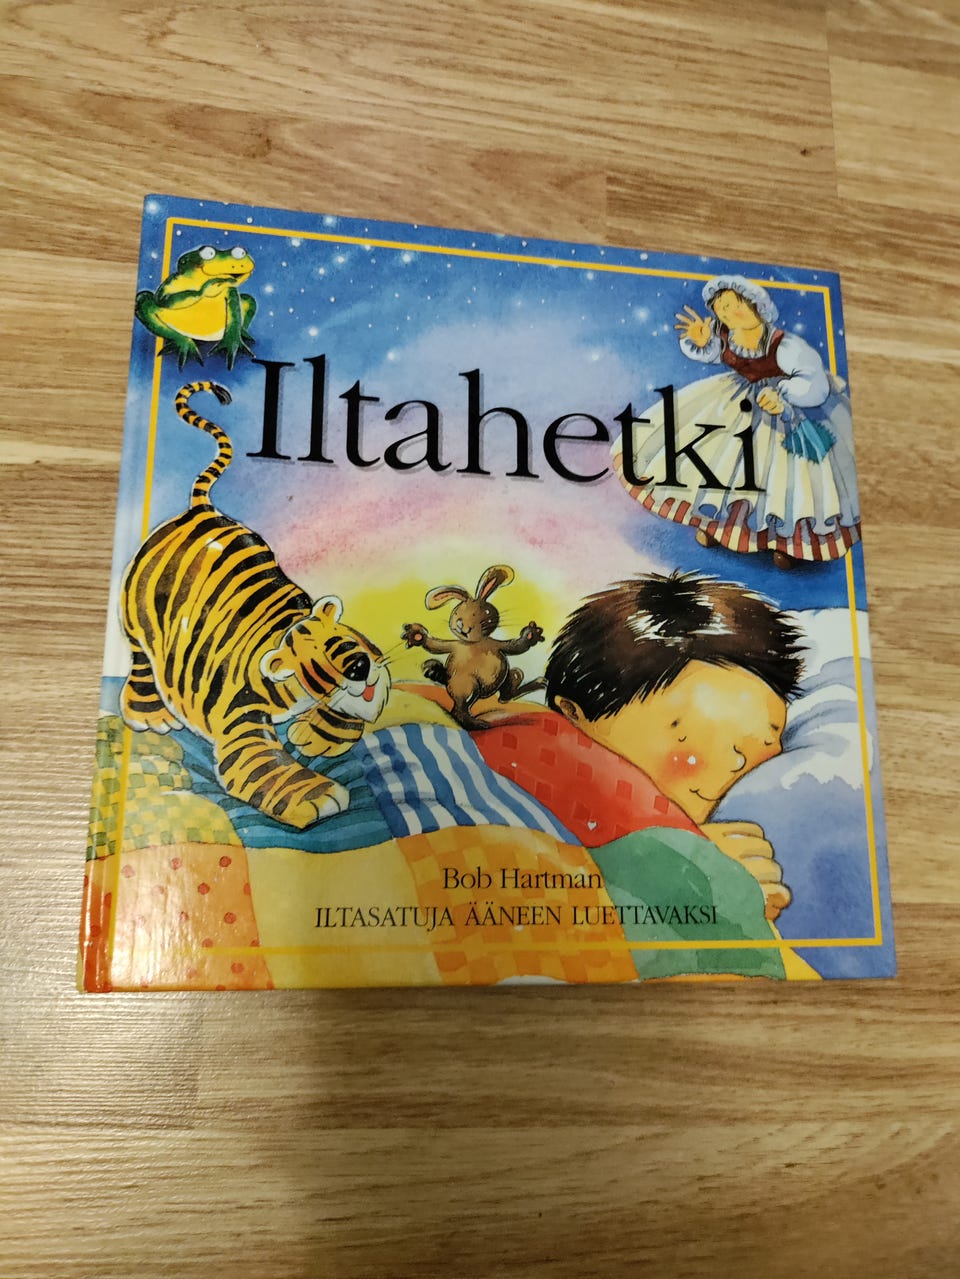 Iltahetki
Bob Hartman
ILTASATUJA ÄÄNEEN LUETTAVAKSI